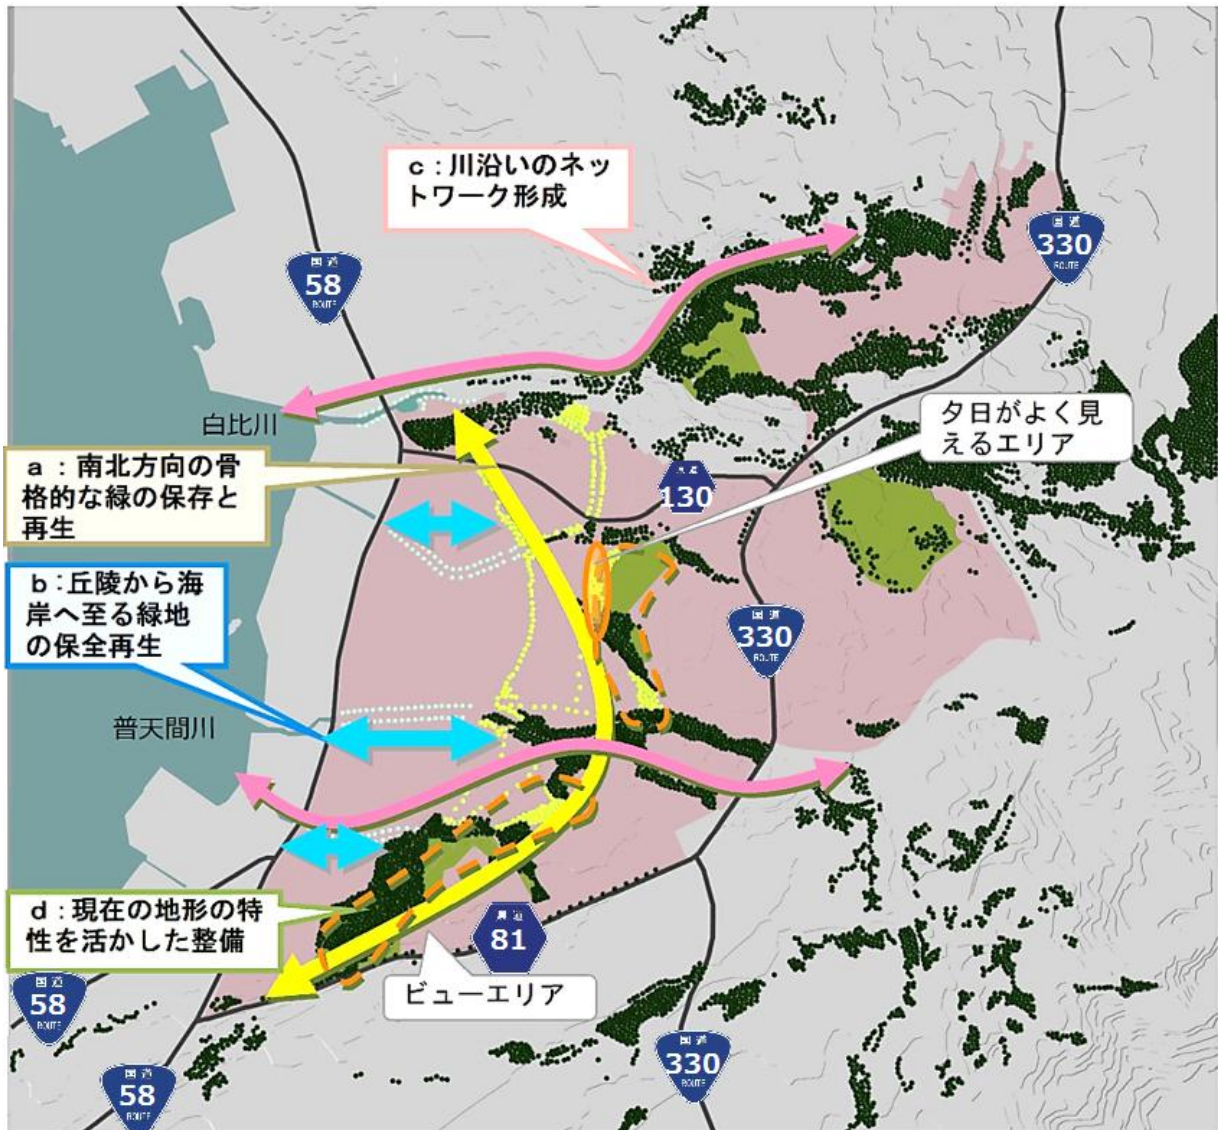 c：川沿いのネッ
トワーク形成
国道
330
ROUTE
国道
58
ROUTE
夕日がよく見
えるエリア
白比川
a：南北方向の骨
格的な緑の保存と
再生
県道
130
b：丘陵から海
岸へ至る緑地
の保全再生
国道
330
ROUTE
普天間川
d：現在の地形の特
性を活かした整備
県道
81
ビューエリア
国道
58
ROUTE
国道
330
ROUTE
国道
58
ROUTE